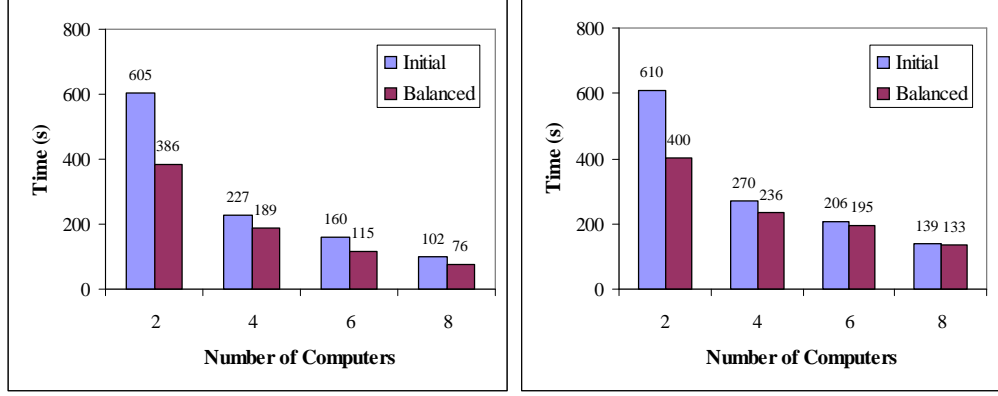 800
600
400
200
0
Time (s)
605
386
227
189
160
115
102
76
Initial
Balanced
2 4 6 8
Number of Computers
800
600
400
200
0
Time (s)
610
400
270
236
206
195
139
133
Initial
Balanced
2 4 6 8
Number of Computers